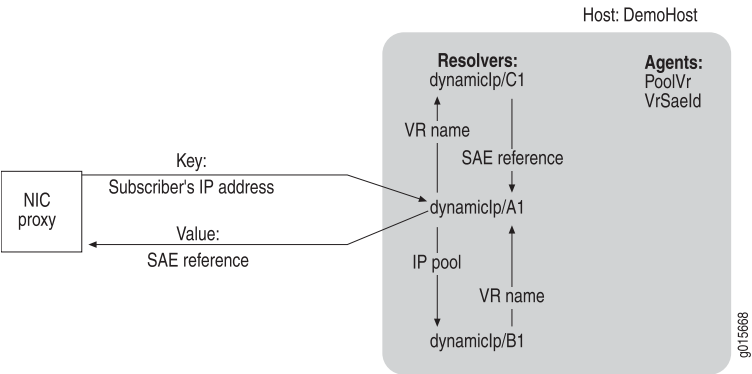 Host: DemoHost
Resolvers:
dynamicIp/C1
Agents:
PoolVr
VrSaeId
VR name
SAE reference
Key:
Subscriber's IP address
NIC
proxy
dynamicIp/A1
Value:
SAE reference
IP pool
VR name
dynamicIp/B1
g015668